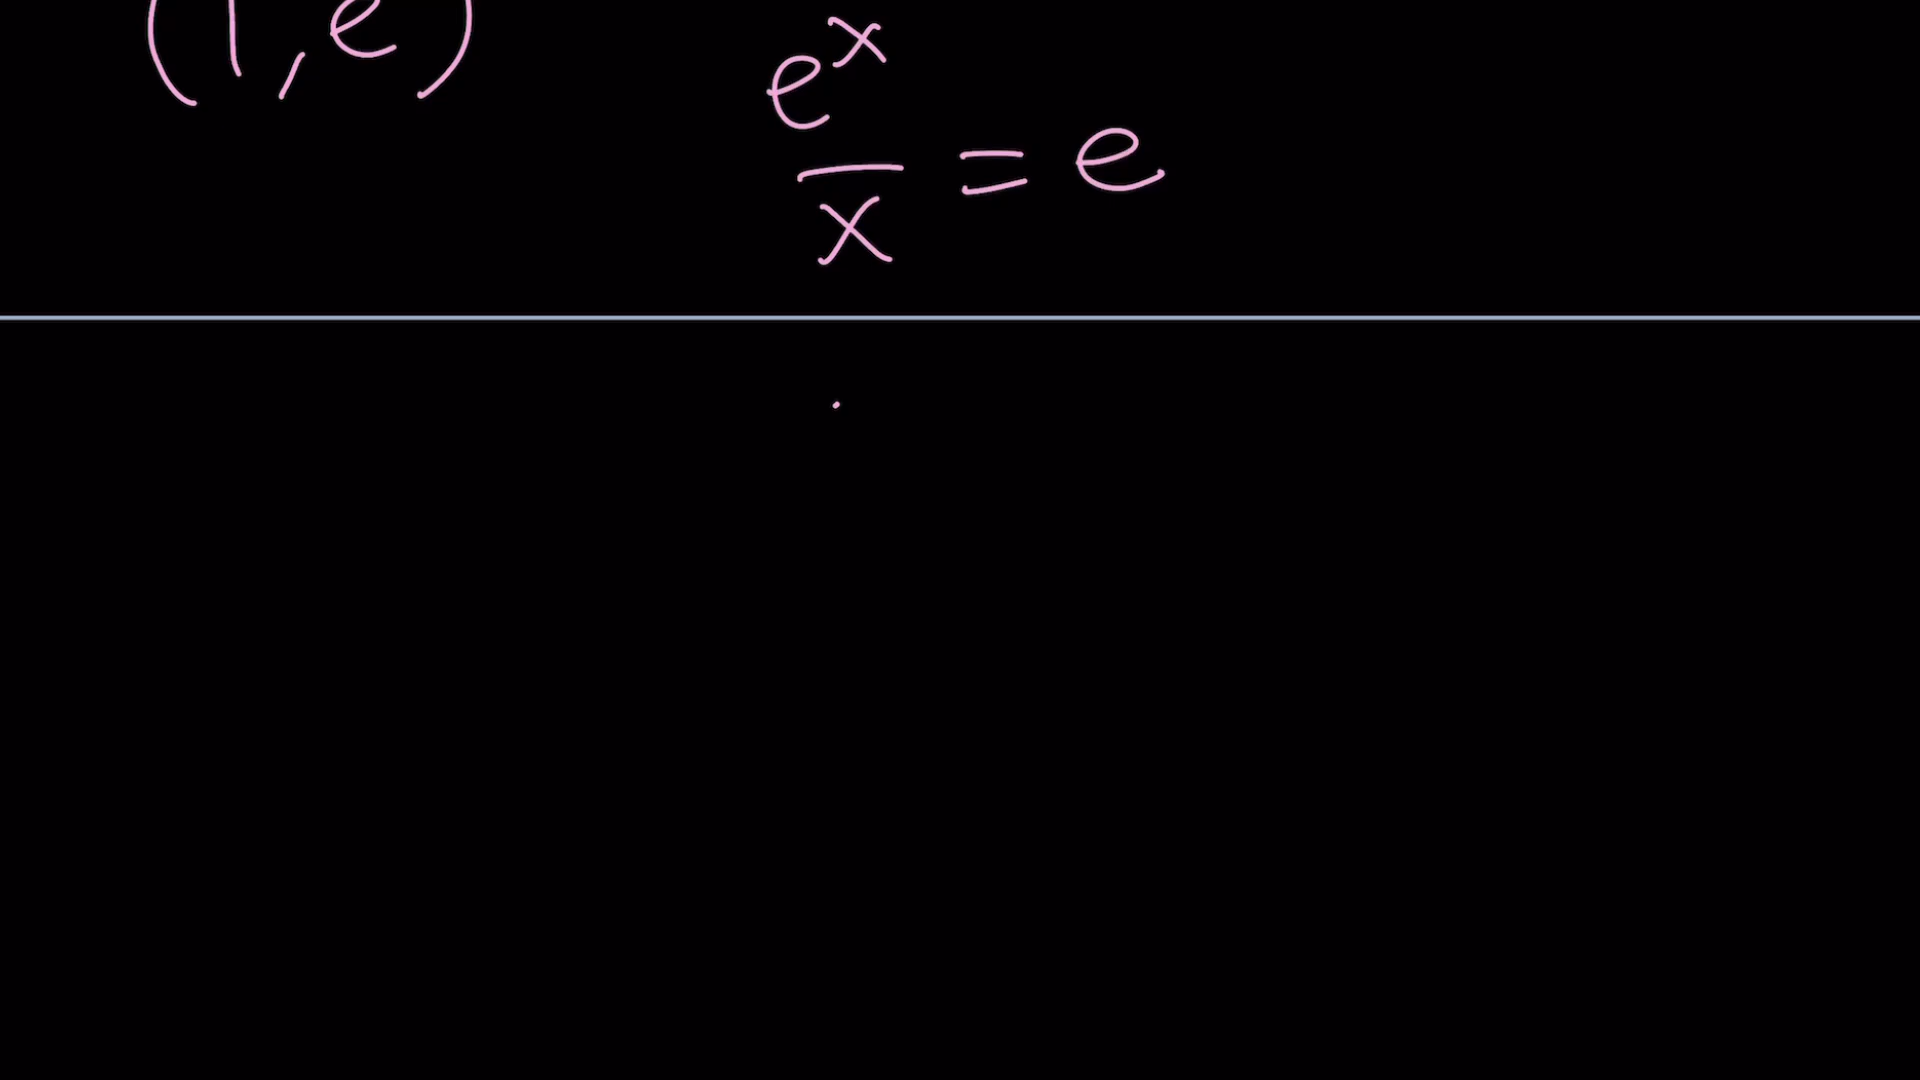 (1, e)
e^x / x = e